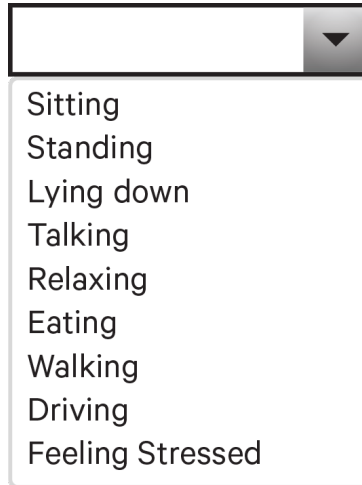 Sitting
Standing
Lying down
Talking
Relaxing
Eating
Walking
Driving
Feeling Stressed